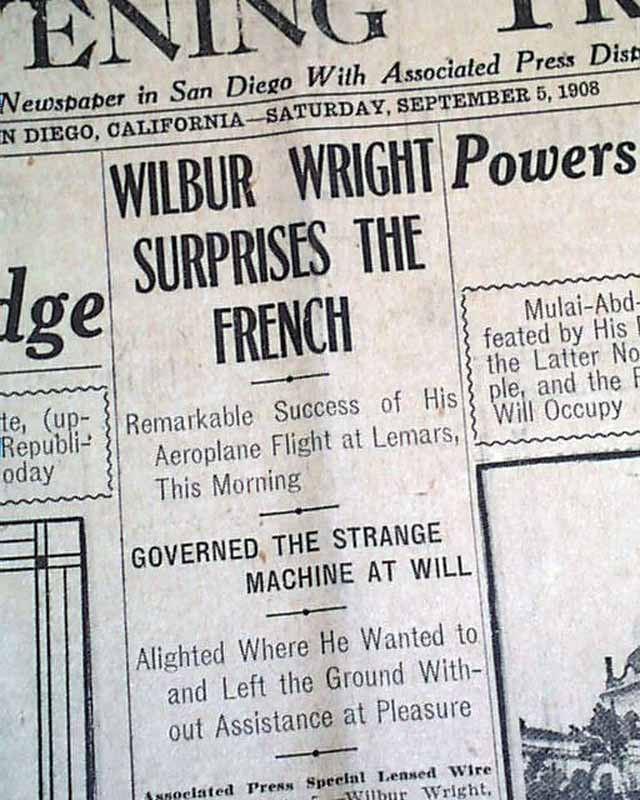 ENING TR
Newspaper in San Diego With Associated Press Dist
N DIEGO, CALIFORNIA—SATURDAY, SEPTEMBER 5, 1908
dge
te, (up-
Republi-
oday
WILBUR WRIGHT
SURPRISES THE
FRENCH
Remarkable Success of His
Aeroplane Flight at Lemars,
This Morning
GOVERNED THE STRANGE
MACHINE AT WILL
Alighted Where He Wanted to
and Left the Ground With-
out Assistance at Pleasure
Associated Press Special Leased Wire
Wilbur Wright,
Powers
Mulai-Abd-
feated by His
the Latter No
ple, and the F
Will Occupy